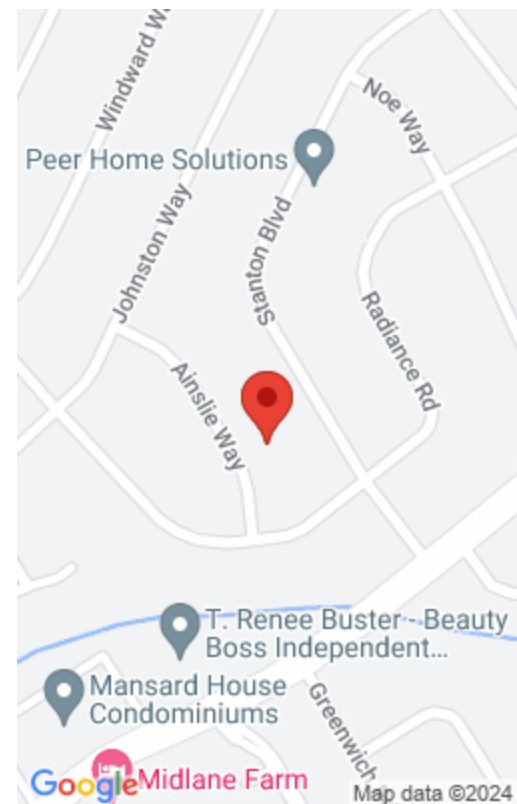 Windward W
Noe Way
Peer Home Solutions
Stanton Blvd
Johnston Way
Radiance Rd
Ainslie Way
T. Renee Buster - Beauty
Boss Independent...
Mansard House
Condominiums
Greenwich
Midlane Farm
Google
Map data ©2024